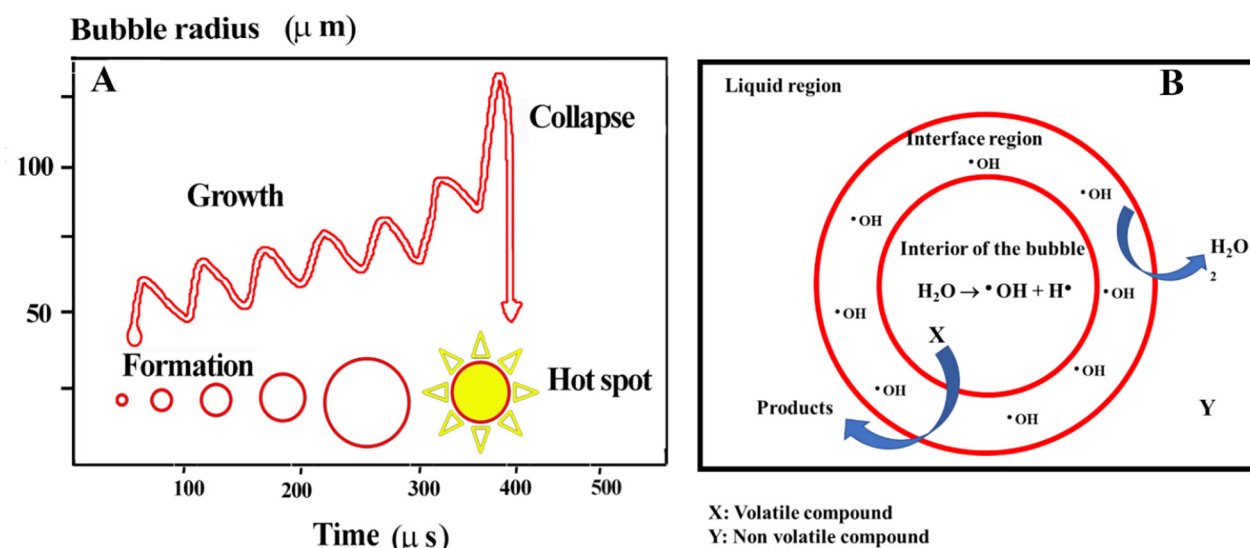 Bubble radius (μ m)
A
Collapse
100
Growth
50
Formation
Hot spot
100 200 300 400 500
Time (μ s)
B
Liquid region
Interface region
•OH
•OH
•OH
Interior of the bubble
H₂O
2
H₂O → •OH + H•
•OH
•OH
X
•OH
•OH
Products
•OH
Y
X: Volatile compound
Y: Non volatile compound